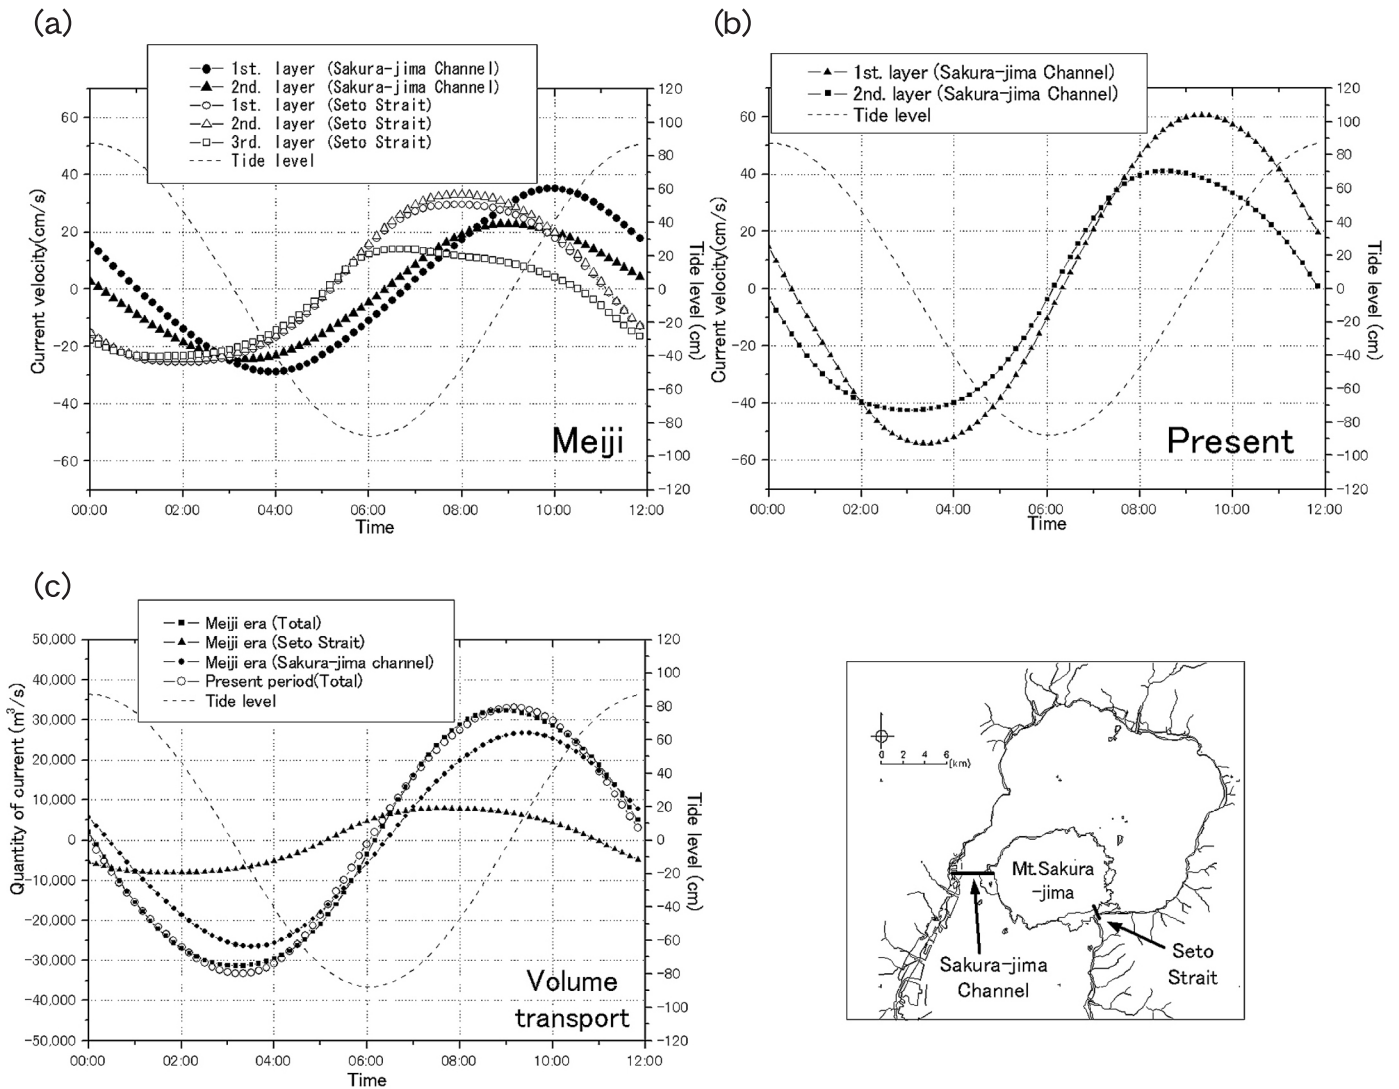 (a)
1st. layer (Sakura-jima Channel)
2nd. layer (Sakura-jima Channel)
1st. layer (Seto Strait)
2nd. layer (Seto Strait)
3rd. layer (Seto Strait)
Tide level
Current velocity(cm/s)
60
40
20
0
-20
-40
-60
120
100
80
60
40
20
0
-20
-40
-60
-80
-100
-120
Tide level (cm)
Meiji
00:00 02:00 04:00 06:00 08:00 10:00 12:00
Time
(b)
1st. layer (Sakura-jima Channel)
2nd. layer (Sakura-jima Channel)
Tide level
Current velocity(cm/s)
60
40
20
0
-20
-40
-60
120
100
80
60
40
20
0
-20
-40
-60
-80
-100
-120
Tide level (cm)
Present
00:00 02:00 04:00 06:00 08:00 10:00 12:00
Time
(c)
Meiji era (Total)
Meiji era (Seto Strait)
Meiji era (Sakura-jima channel)
Present period(Total)
Tide level
Quantity of current (m³/s)
50,000
40,000
30,000
20,000
10,000
0
-10,000
-20,000
-30,000
-40,000
-50,000
120
100
80
60
40
20
0
-20
-40
-60
-80
-100
-120
Tide level (cm)
Volume
transport
00:00 02:00 04:00 06:00 08:00 10:00 12:00
Time
0 2 4 6 (km)
Mt.Sakura
-jima
Sakura-jima
Channel
Seto
Strait